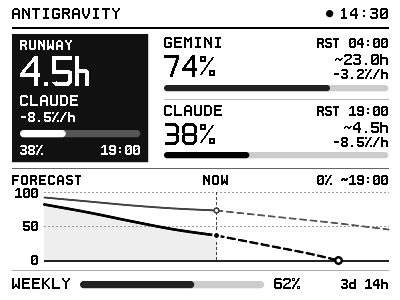 ANTIGRAVITY
● 14:30
RUNWAY
4.5h
CLAUDE
-8.5%/h
38% 19:00
GEMINI RST 04:00
74% ~23.0h
-3.2%/h
CLAUDE RST 19:00
38% ~4.5h
-8.5%/h
FORECAST NOW 0% ~19:00
100
50
0
WEEKLY 62% 3d 14h